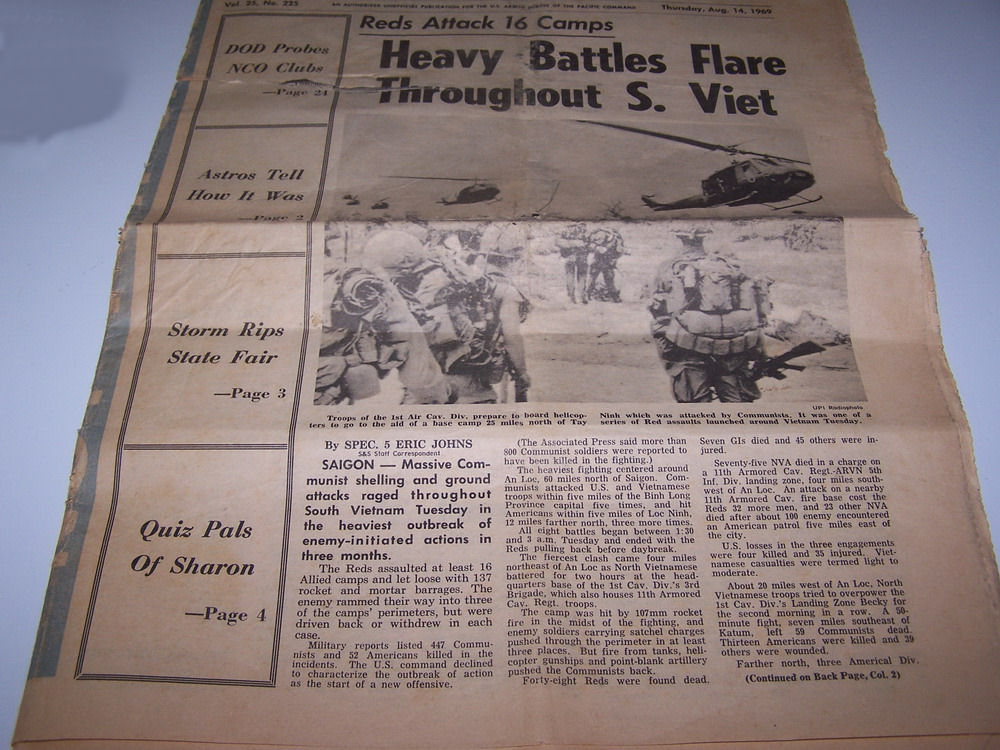 Vol. 25, No. 225
AN AUTHORIZED UNOFFICIAL PUBLICATION FOR THE U.S. ARMED FORCES OF THE PACIFIC COMMAND
Thursday, Aug. 14, 1969
DOD Probes
NCO Clubs
—Page 24
Astros Tell
How It Was
—Page 2
Storm Rips
State Fair
—Page 3
Quiz Pals
Of Sharon
—Page 4
Reds Attack 16 Camps
Heavy Battles Flare
Throughout S. Viet
UPI Radiophoto
Troops of the 1st Air Cav. Div. prepare to board helicop-
ters to go to the aid of a base camp 25 miles north of Tay
Ninh which was attacked by Communists. It was one of a
series of Red assaults launched around Vietnam Tuesday.
By SPEC. 5 ERIC JOHNS
S&S Staff Correspondent
SAIGON — Massive Com-
munist shelling and ground
attacks raged throughout
South Vietnam Tuesday in
the heaviest outbreak of
enemy-initiated actions in
three months.
The Reds assaulted at least 16
Allied camps and let loose with 137
rocket and mortar barrages. The
enemy rammed their way into three
of the camps' perimeters, but were
driven back or withdrew in each
case.
Military reports listed 447 Commu-
nists and 52 Americans killed in the
incidents. The U.S. command declined
to characterize the outbreak of action
as the start of a new offensive.
(The Associated Press said more than
800 Communist soldiers were reported to
have been killed in the fighting.)
The heaviest fighting centered around
An Loc, 60 miles north of Saigon. Com-
munists attacked U.S. and Vietnamese
troops within five miles of the Binh Long
Province capital five times, and hit
Americans within five miles of Loc Ninh,
12 miles farther north, three more times.
All eight battles began between 1:30
and 3 a.m. Tuesday and ended with the
Reds pulling back before daybreak.
The fiercest clash came four miles
northeast of An Loc as North Vietnamese
battered for two hours at the head-
quarters base of the 1st Cav. Div.'s 3rd
Brigade, which also houses 11th Armored
Cav. Regt. troops.
The camp was hit by 107mm rocket
fire in the midst of the fighting, and
enemy soldiers carrying satchel charges
pushed through the perimeter in at least
three places. But fire from tanks, heli-
copter gunships and point-blank artillery
pushed the Communists back.
Forty-eight Reds were found dead.
Seven GIs died and 45 others were in-
jured.
Seventy-five NVA died in a charge on
a 11th Armored Cav. Regt.-ARVN 5th
Inf. Div. landing zone, four miles south-
west of An Loc. An attack on a nearby
11th Armored Cav. fire base cost the
Reds 32 more men, and 23 other NVA
died after about 100 enemy encountered
an American patrol five miles east of
the city.
U.S. losses in the three engagements
were four killed and 35 injured. Viet-
namese casualties were termed light to
moderate.
About 20 miles west of An Loc, North
Vietnamese troops tried to overpower the
1st Cav. Div.'s Landing Zone Becky for
the second morning in a row. A 50-
minute fight, seven miles southeast of
Katum, left 59 Communists dead.
Thirteen Americans were killed and 39
others were wounded.
Farther north, three Americal Div.
(Continued on Back Page, Col. 2)